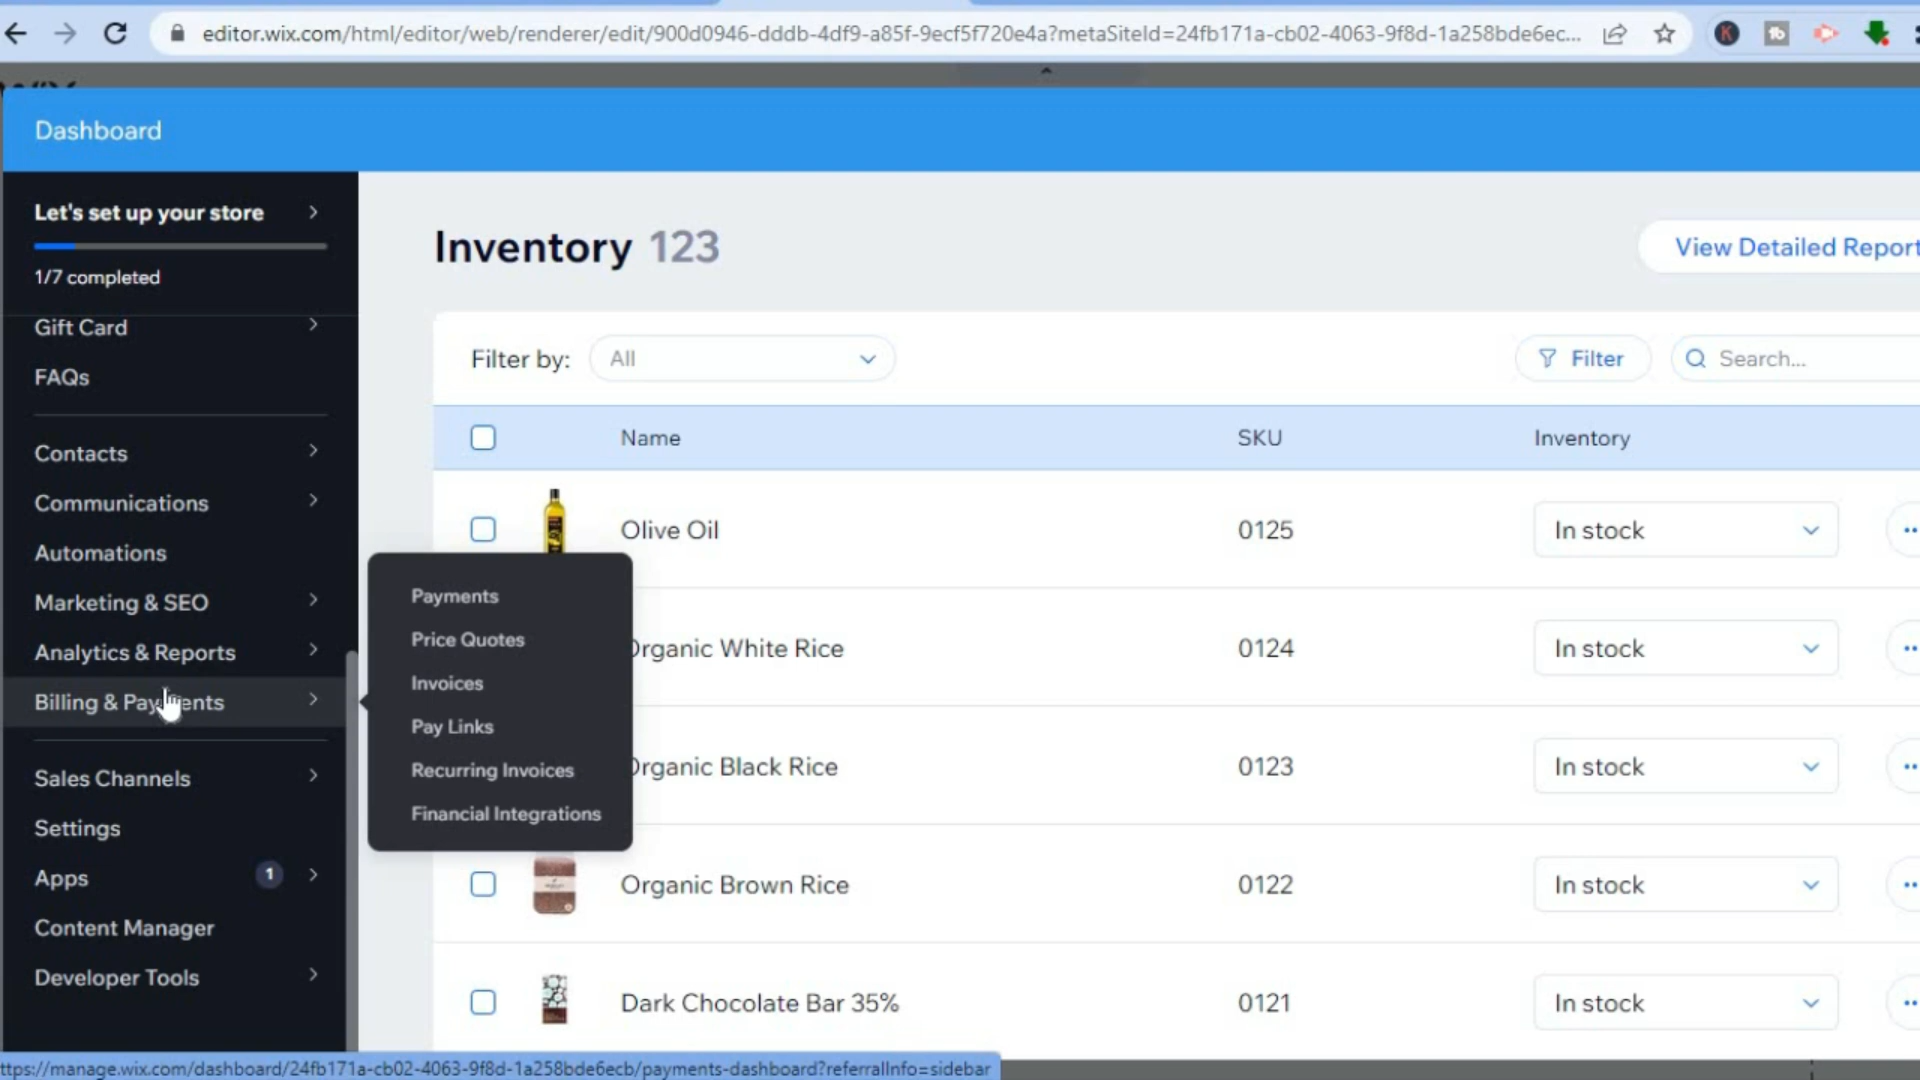 editor.wix.com/html/editor/web/renderer/edit/900d0946-dddb-4df9-a85f-9ecf5f720e4a?metaSiteId=24fb171a-cb02-4063-9f8d-1a258bde6ec...
Dashboard
Let's set up your store
1/7 completed
Gift Card
FAQs
Contacts
Communications
Automations
Marketing & SEO
Analytics & Reports
Billing & Payments
Sales Channels
Settings
Apps 1
Content Manager
Developer Tools
Payments
Price Quotes
Invoices
Pay Links
Recurring Invoices
Financial Integrations
Inventory 123
View Detailed Report
Filter by: All
Filter
Search...
Name SKU Inventory
Olive Oil 0125 In stock
Organic White Rice 0124 In stock
Organic Black Rice 0123 In stock
Organic Brown Rice 0122 In stock
Dark Chocolate Bar 35% 0121 In stock
ttps://manage.wix.com/dashboard/24fb171a-cb02-4063-9f8d-1a258bde6ecb/payments-dashboard?referralInfo=sidebar